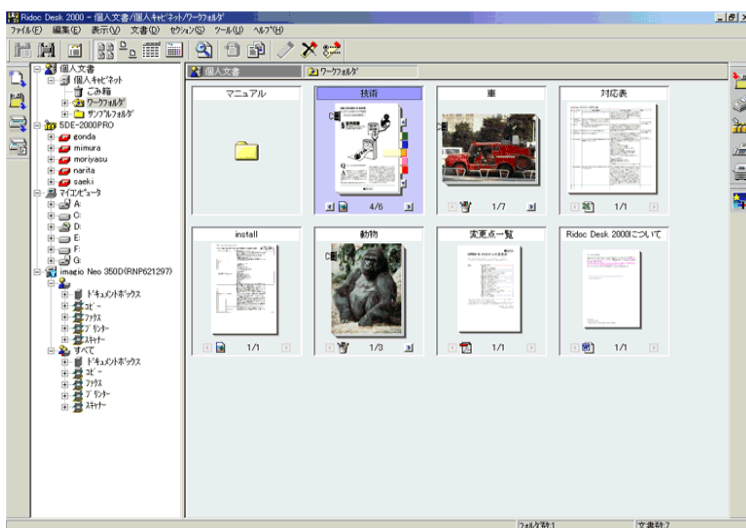 Ridoc Desk 2000 - 個人文書/個人ｷｬﾋﾞﾈｯﾄ/ﾜｰｸﾌｫﾙﾀﾞ
ﾌｧｲﾙ(F) 編集(E) 表示(V) 文書(D) ｾｸｼｮﾝ(S) ﾂｰﾙ(U) ﾍﾙﾌﾟ(H)
個人文書
個人ｷｬﾋﾞﾈｯﾄ
ごみ箱
ﾜｰｸﾌｫﾙﾀﾞ
ｻﾝﾌﾟﾙﾌｫﾙﾀﾞ
SDE-2000PRO
gonda
mimura
moriyasu
narita
saeki
ﾏｲｺﾝﾋﾟｭｰﾀ
A:
C:
D:
E:
F:
G:
imagio Neo 350D(RNP621297)
ﾄﾞｷｭﾒﾝﾄﾎﾞｯｸｽ
ｺﾋﾟｰ
ﾌｧｸｽ
ﾌﾟﾘﾝﾀｰ
ｽｷｬﾅｰ
すべて
ﾄﾞｷｭﾒﾝﾄﾎﾞｯｸｽ
ｺﾋﾟｰ
ﾌｧｸｽ
ﾌﾟﾘﾝﾀｰ
ｽｷｬﾅｰ
個人文書 ﾜｰｸﾌｫﾙﾀﾞ
マニュアル 技術 車 対応表
4/6 1/7 1/1
install 動物 変更点一覧 Ridoc Desk 2000について
1/1 1/3 1/1 1/1
ﾌｫﾙﾀﾞ数:1 文書数:7